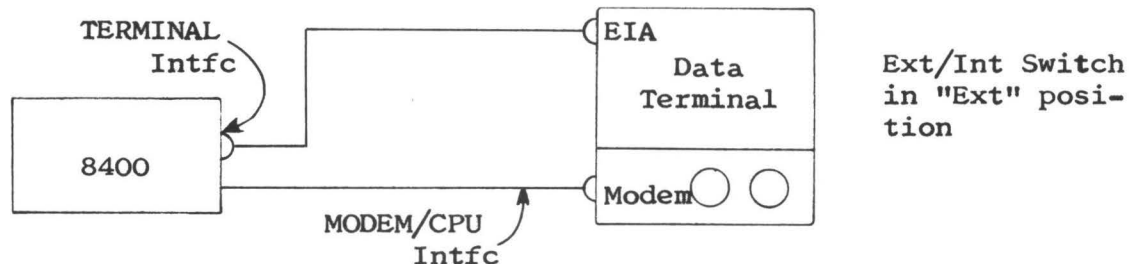 TERMINAL
Intfc
8400
MODEM/CPU
Intfc
EIA
Data
Terminal
Modem
Ext/Int Switch
in "Ext" posi-
tion